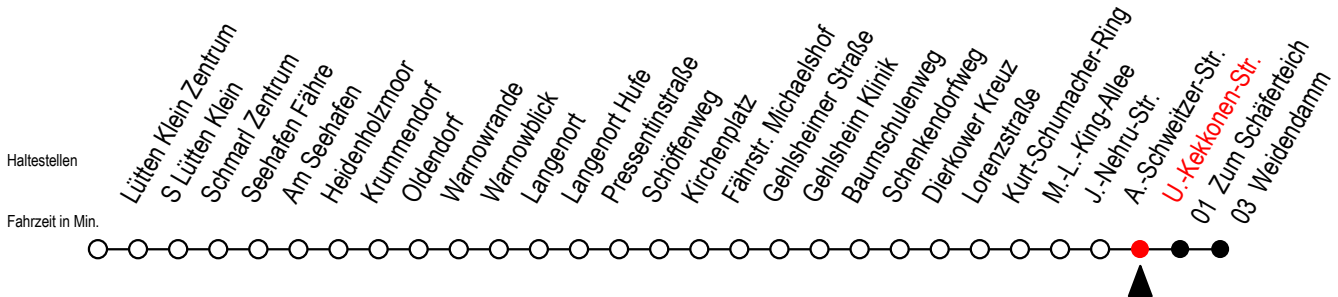 Haltestellen
Fahrzeit in Min.
Lütten Klein Zentrum
S Lütten Klein
Schmarl Zentrum
Seehafen Fähre
Am Seehafen
Heidenholzmoor
Krummendorf
Oldendorf
Warnowrande
Warnowblick
Langenort
Langenort Hufe
Pressentinstraße
Schöffenweg
Kirchenplatz
Fährstr. Michaelshof
Gehlsheimer Straße
Gehlsheim Klinik
Baumschulenweg
Schenkendorfweg
Dierkower Kreuz
Lorenzstraße
Kurt-Schumacher-Ring
M.-L.-King-Allee
J.-Nehru-Str.
A.-Schweitzer-Str.
U.-Kekkonen-Str.
01 Zum Schäferteich
03 Weidendamm